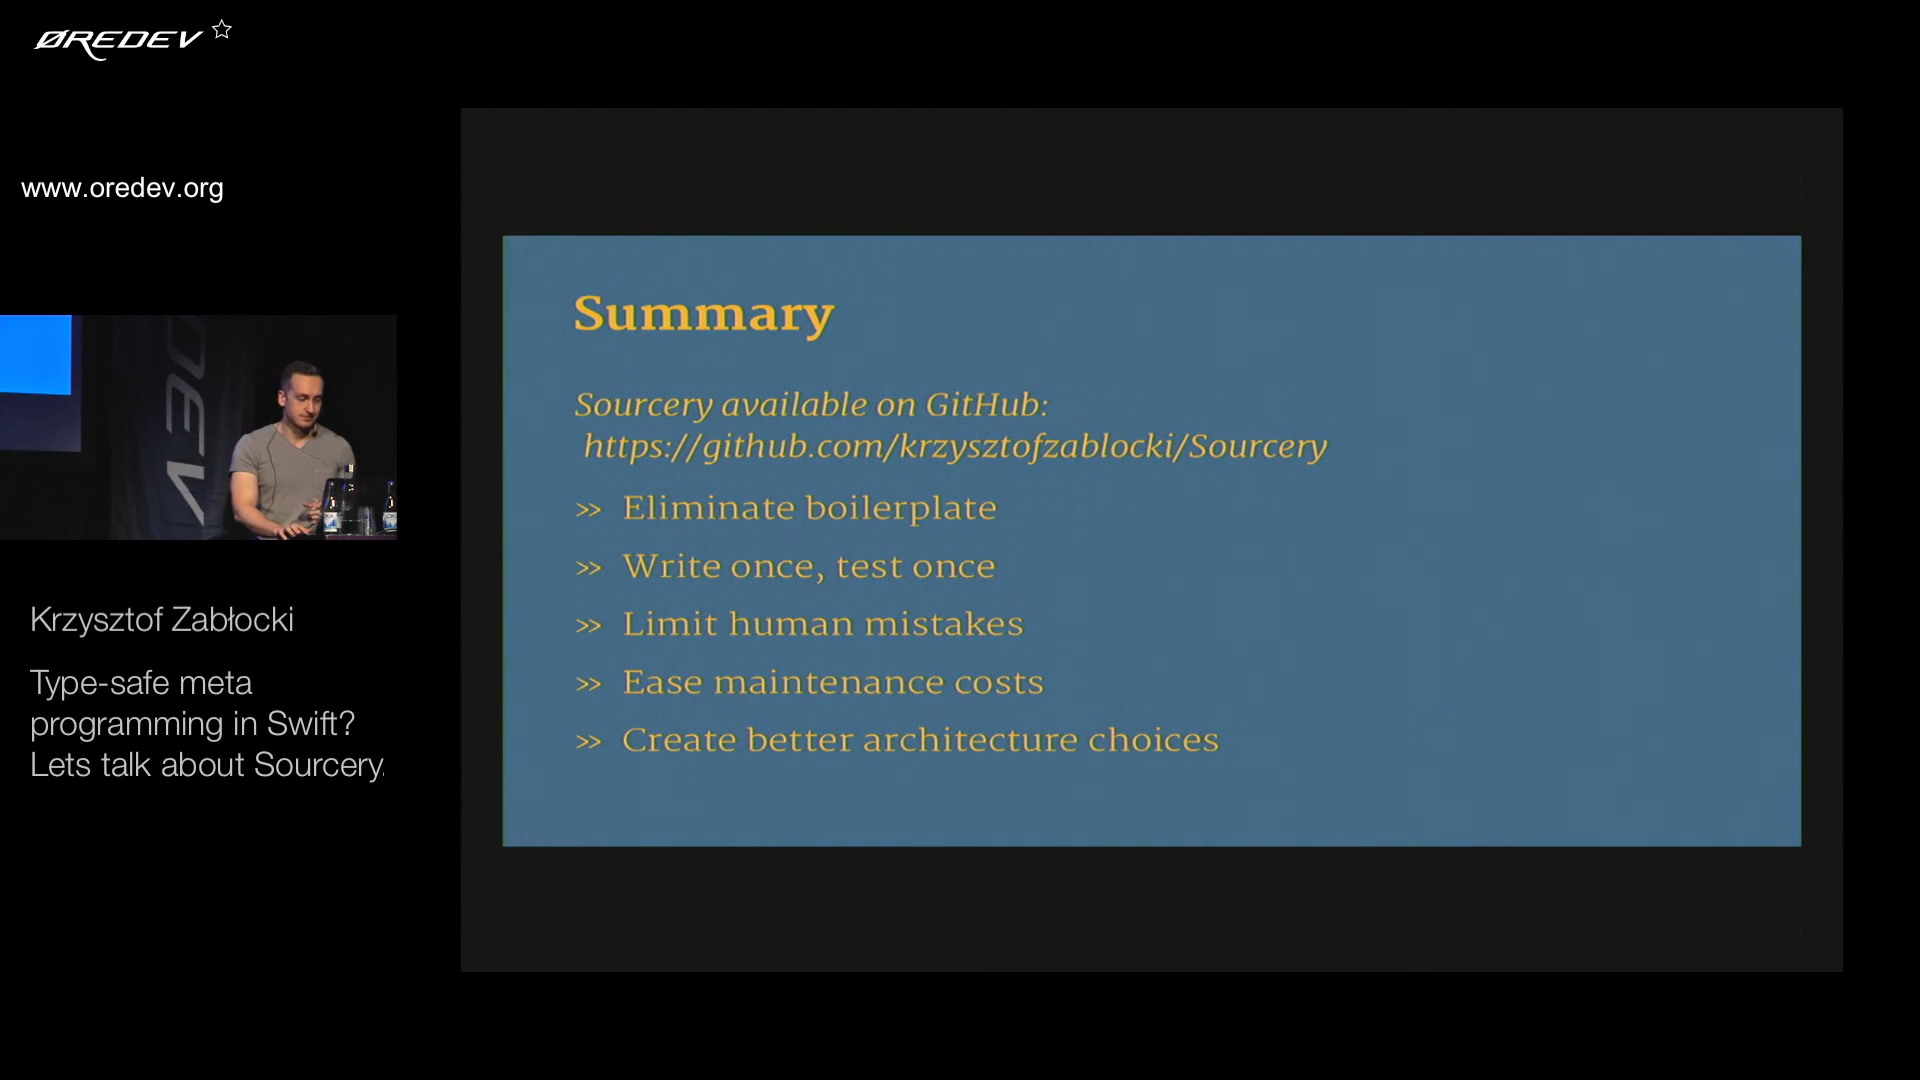 ØREDEV
www.oredev.org
Krzysztof Zabłocki
Type-safe meta
programming in Swift?
Lets talk about Sourcery.
Summary
Sourcery available on GitHub:
https://github.com/krzysztofzablocki/Sourcery
>> Eliminate boilerplate
>> Write once, test once
>> Limit human mistakes
>> Ease maintenance costs
>> Create better architecture choices